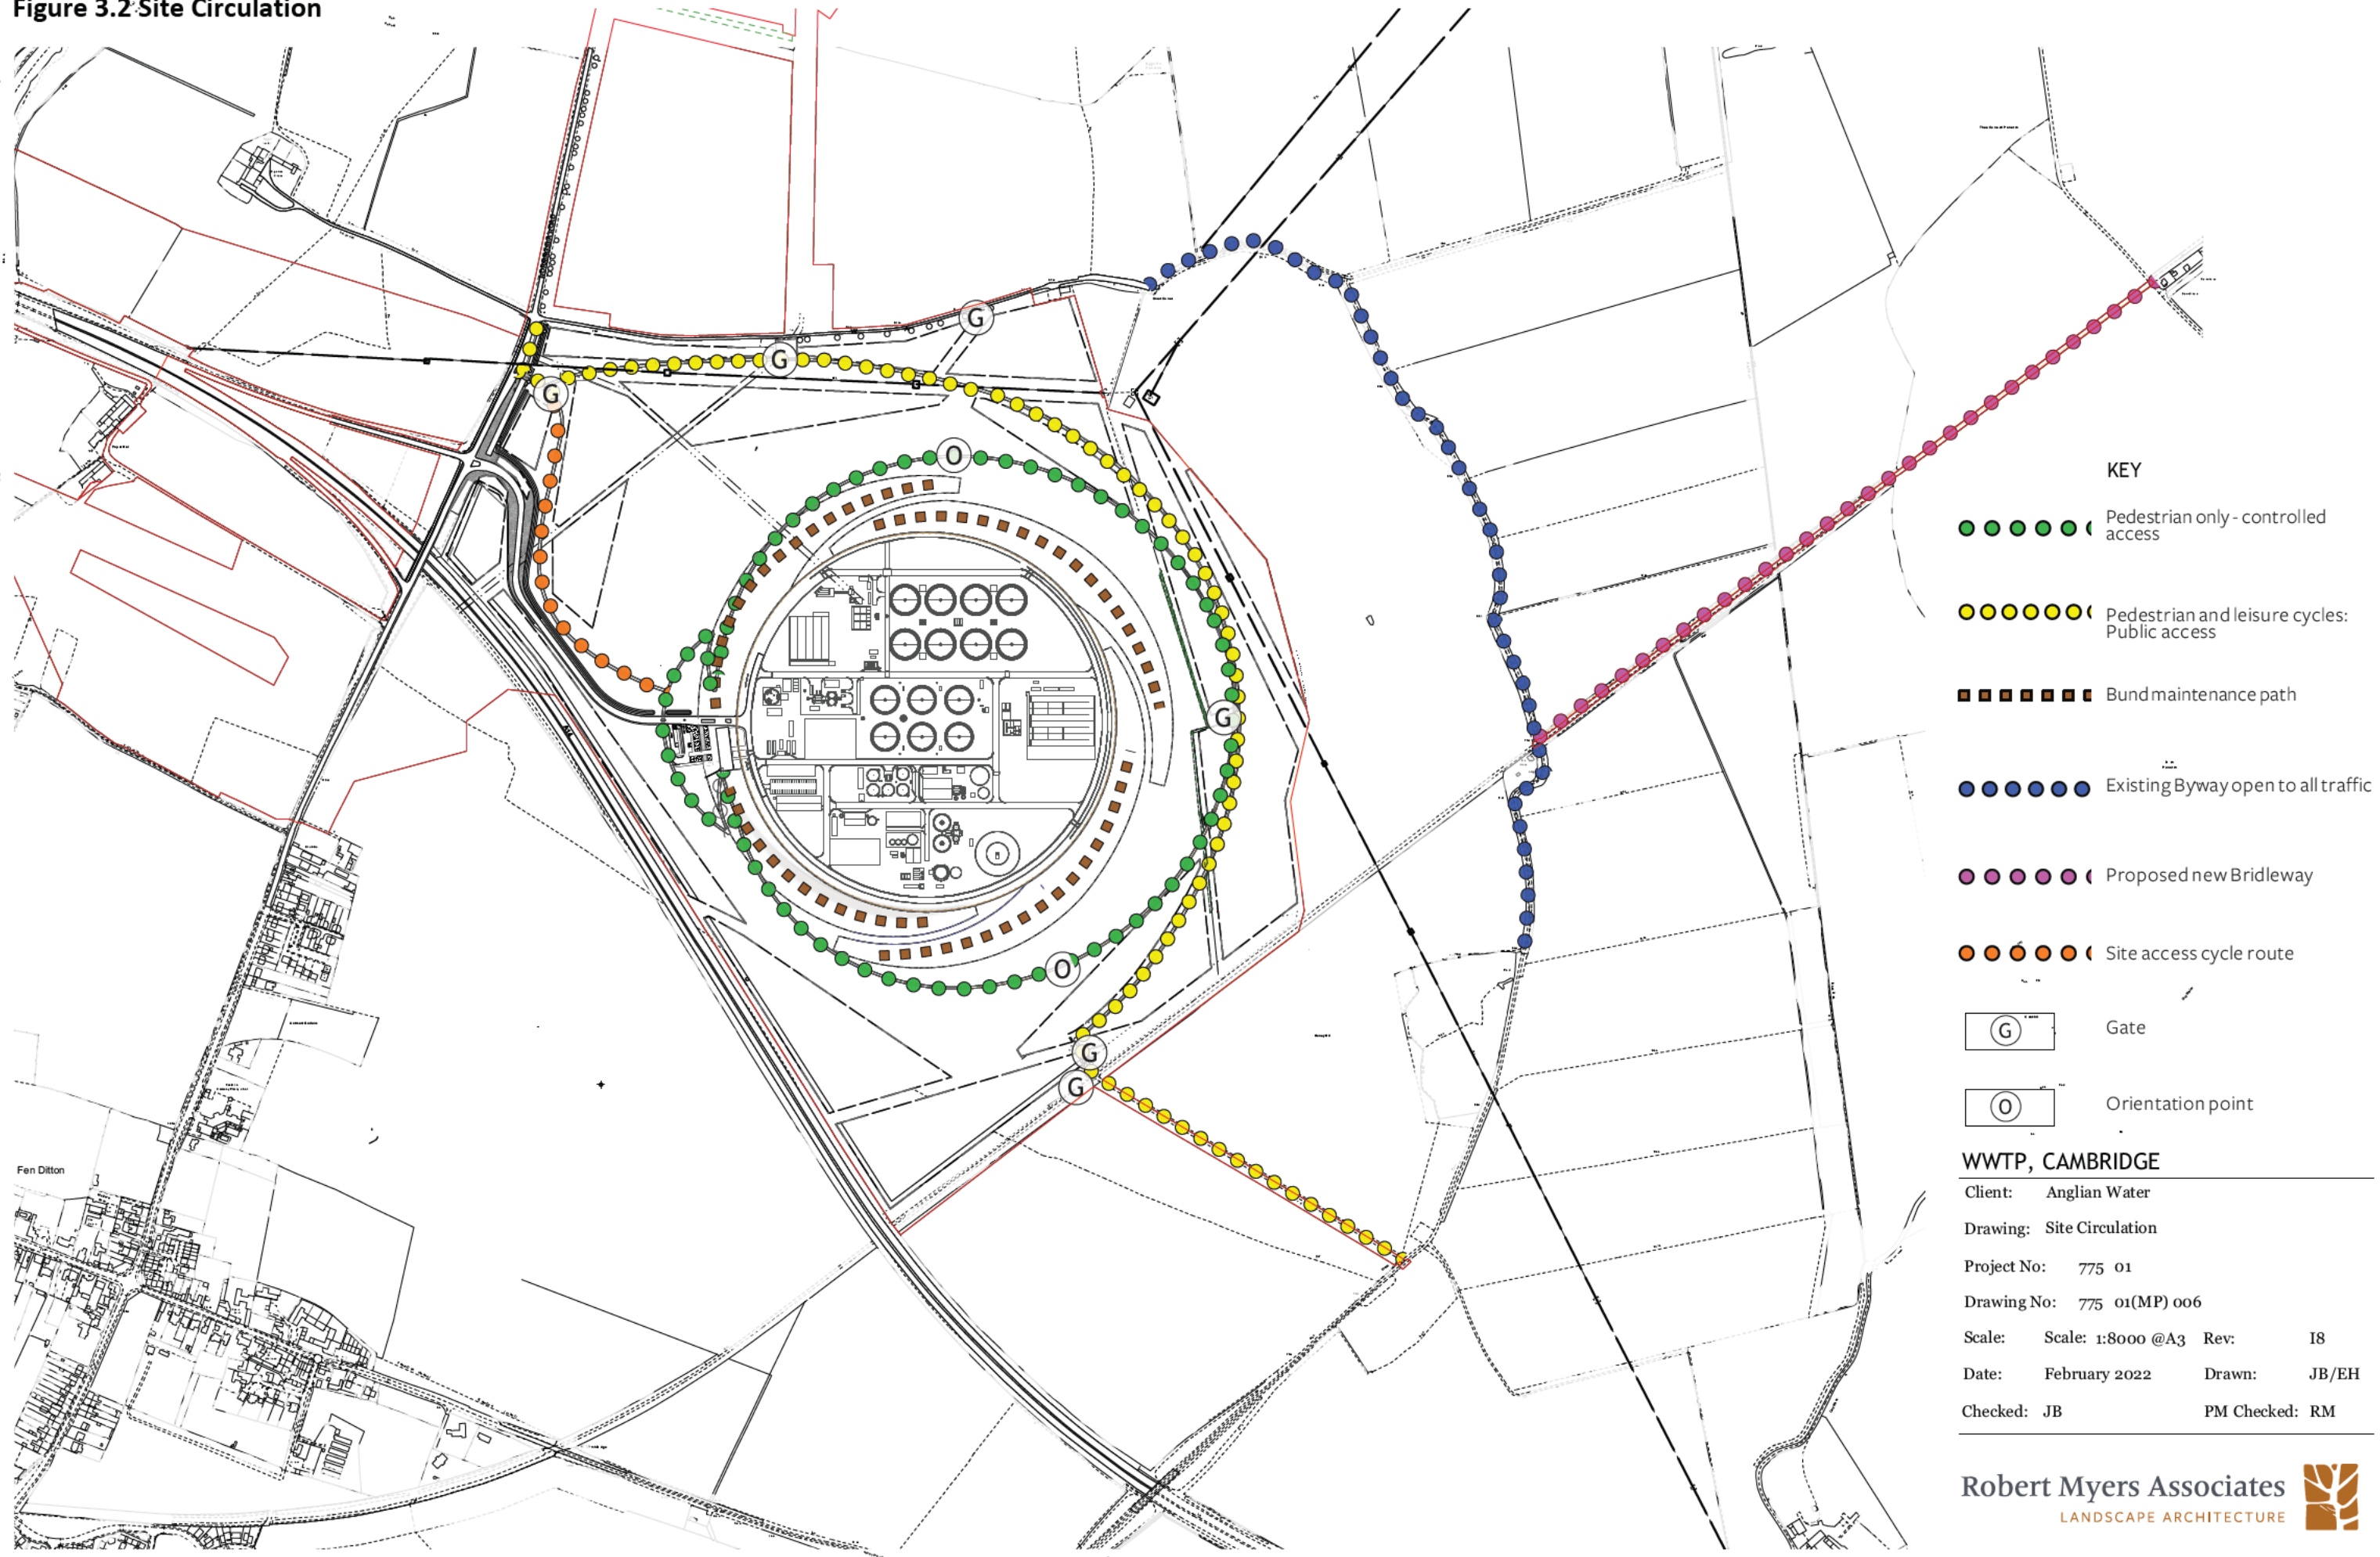 Figure 3.2 Site Circulation
G
G
G
O
G
O
G
G
Fen Ditton
KEY
Pedestrian only - controlled
access
Pedestrian and leisure cycles:
Public access
Bund maintenance path
Existing Byway open to all traffic
Proposed new Bridleway
Site access cycle route
G Gate
O Orientation point
WWTP, CAMBRIDGE
Client: Anglian Water
Drawing: Site Circulation
Project No: 775 01
Drawing No: 775 01(MP) 006
Scale: Scale: 1:8000 @A3 Rev: I8
Date: February 2022 Drawn: JB/EH
Checked: JB PM Checked: RM
Robert Myers Associates
LANDSCAPE ARCHITECTURE